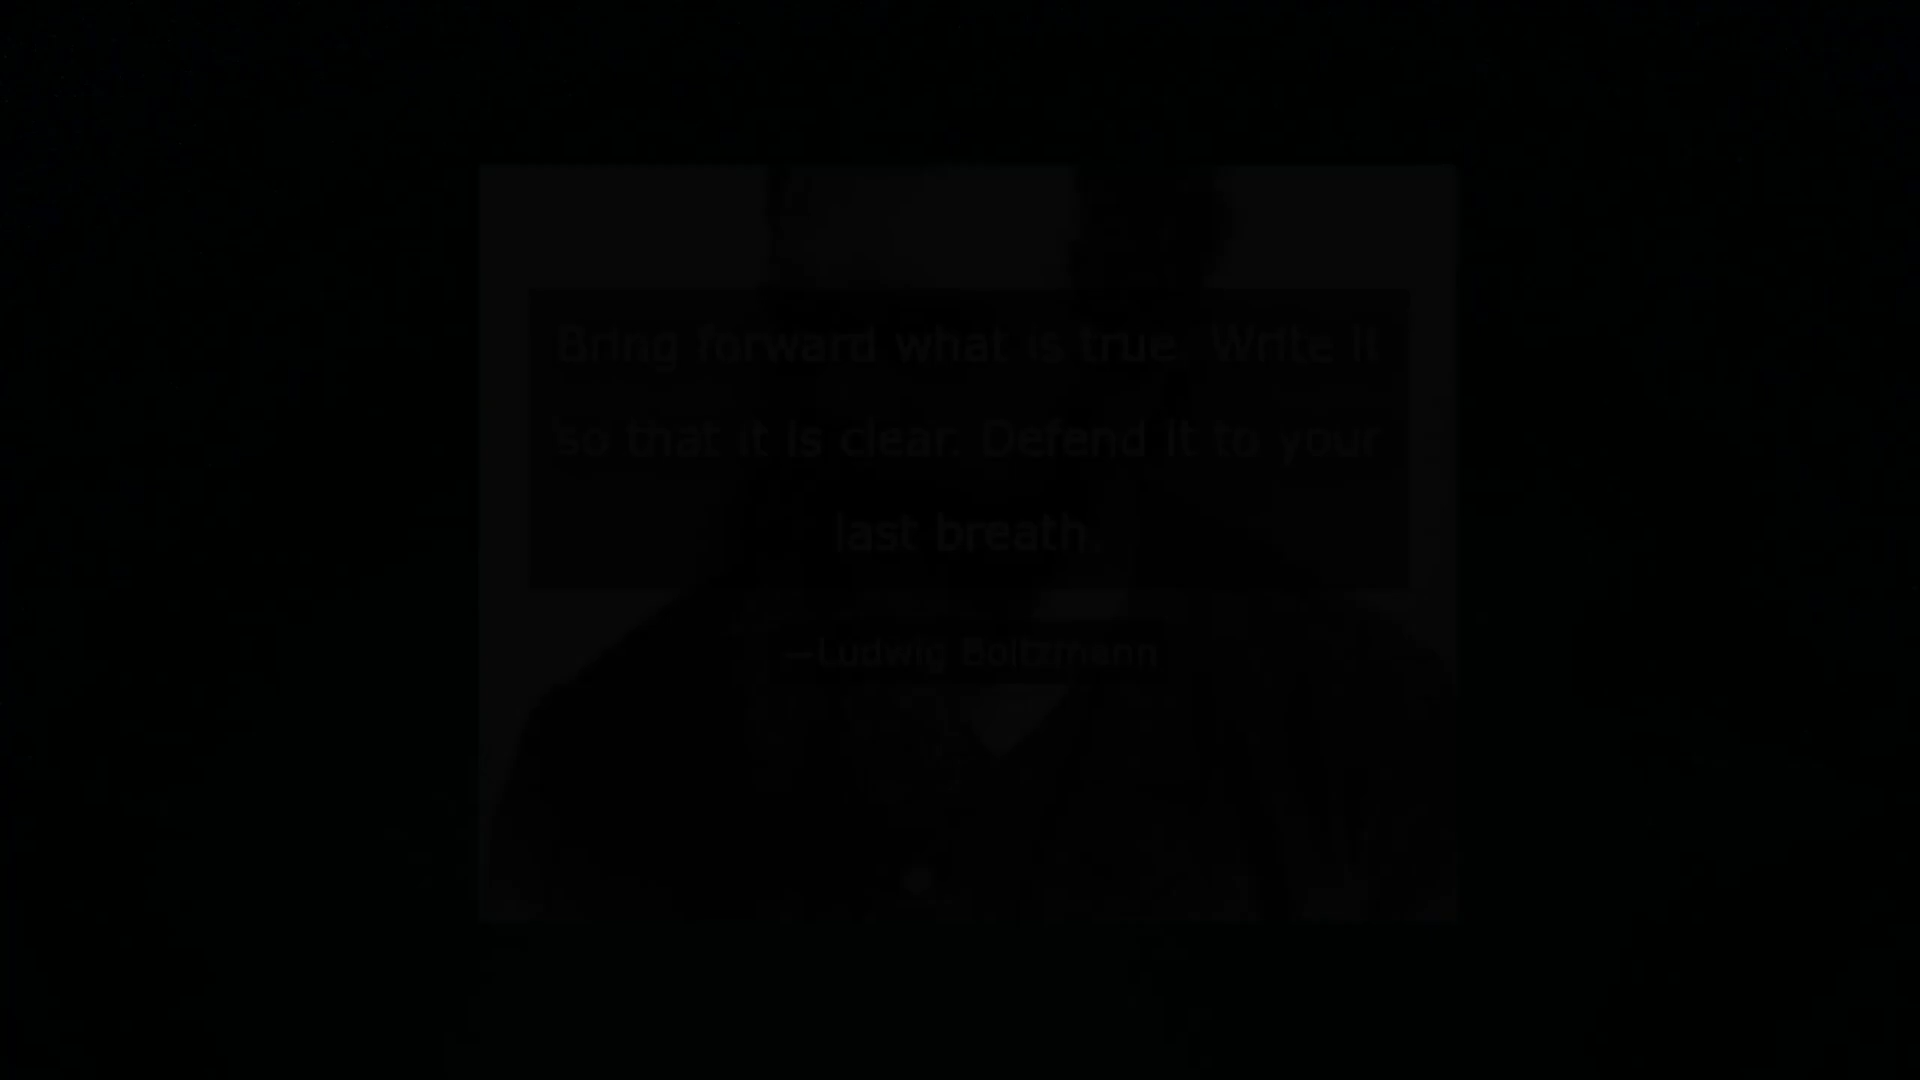 Bring forward what is true. Write it
so that it is clear. Defend it to your
last breath.
—Ludwig Boltzmann